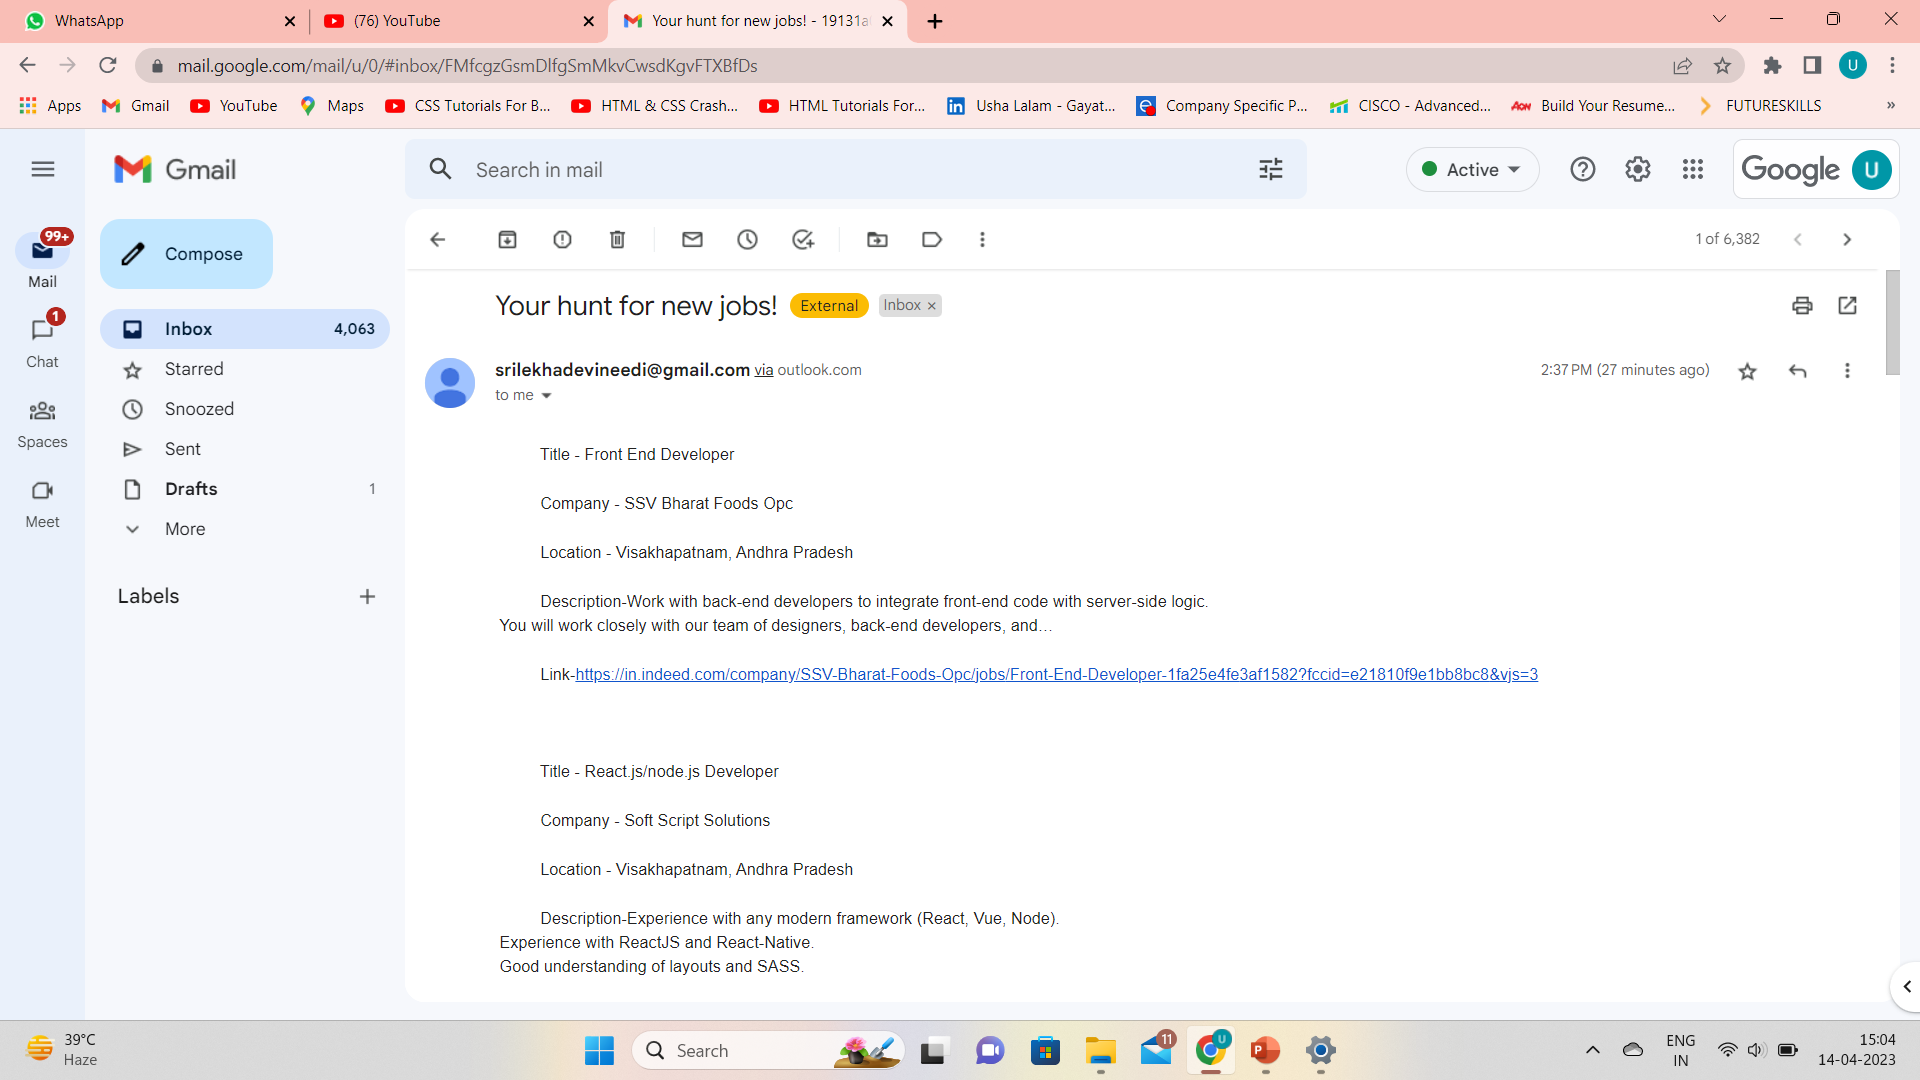 WhatsApp
(76) YouTube
Your hunt for new jobs! - 19131a
mail.google.com/mail/u/0/#inbox/FMfcgzGsmDlfgSmMkvCwsdKgvFTXBfDs
U
Apps
Gmail
YouTube
Maps
CSS Tutorials For B...
HTML & CSS Crash...
HTML Tutorials For...
Usha Lalam - Gayat...
Company Specific P...
CISCO - Advanced...
Build Your Resume...
FUTURESKILLS
»
Gmail
Search in mail
Active
Google
U
99+
Mail
1
Chat
Spaces
Meet
Compose
Inbox 4,063
Starred
Snoozed
Sent
Drafts 1
More
Labels
1 of 6,382
Your hunt for new jobs! External Inbox ×
srilekhadevineedi@gmail.com via outlook.com
2:37 PM (27 minutes ago)
to me
Title - Front End Developer
Company - SSV Bharat Foods Opc
Location - Visakhapatnam, Andhra Pradesh
Description-Work with back-end developers to integrate front-end code with server-side logic.
You will work closely with our team of designers, back-end developers, and…
Link-https://in.indeed.com/company/SSV-Bharat-Foods-Opc/jobs/Front-End-Developer-1fa25e4fe3af1582?fccid=e21810f9e1bb8bc8&vjs=3
Title - React.js/node.js Developer
Company - Soft Script Solutions
Location - Visakhapatnam, Andhra Pradesh
Description-Experience with any modern framework (React, Vue, Node).
Experience with ReactJS and React-Native.
Good understanding of layouts and SASS.
39°C
Haze
Search
11
U
ENG
IN
15:04
14-04-2023